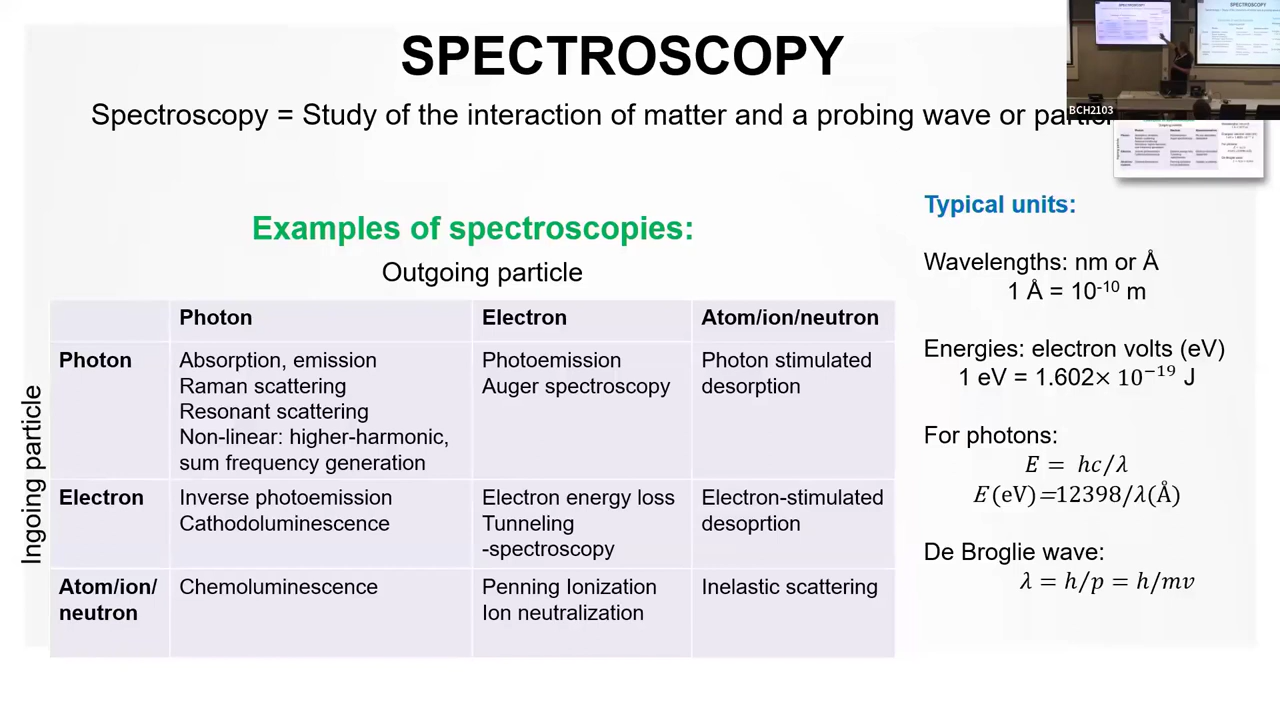 SPECTROSCOPY
Spectroscopy = Study of the interaction of matter and a probing wave or
BCH2103
SPECTROSCOPY
SPECTROSCOPY
Examples of spectroscopies:
Outgoing particle
Ingoing particle
Photon Electron Atom/ion/neutron
Photon Absorption, emission Photoemission Photon stimulated
Raman scattering Auger spectroscopy desorption
Resonant scattering
Non-linear: higher-harmonic,
sum frequency generation
Electron Inverse photoemission Electron energy loss Electron-stimulated
Cathodoluminescence Tunneling desoprtion
-spectroscopy
Atom/ion/ Chemoluminescence Penning Ionization Inelastic scattering
neutron Ion neutralization
Typical units:
Wavelengths: nm or Å
1 Å = 10⁻¹⁰ m
Energies: electron volts (eV)
1 eV = 1.602× 10⁻¹⁹ J
For photons:
E = hc/λ
E(eV)=12398/λ(Å)
De Broglie wave:
λ = h/p = h/mv